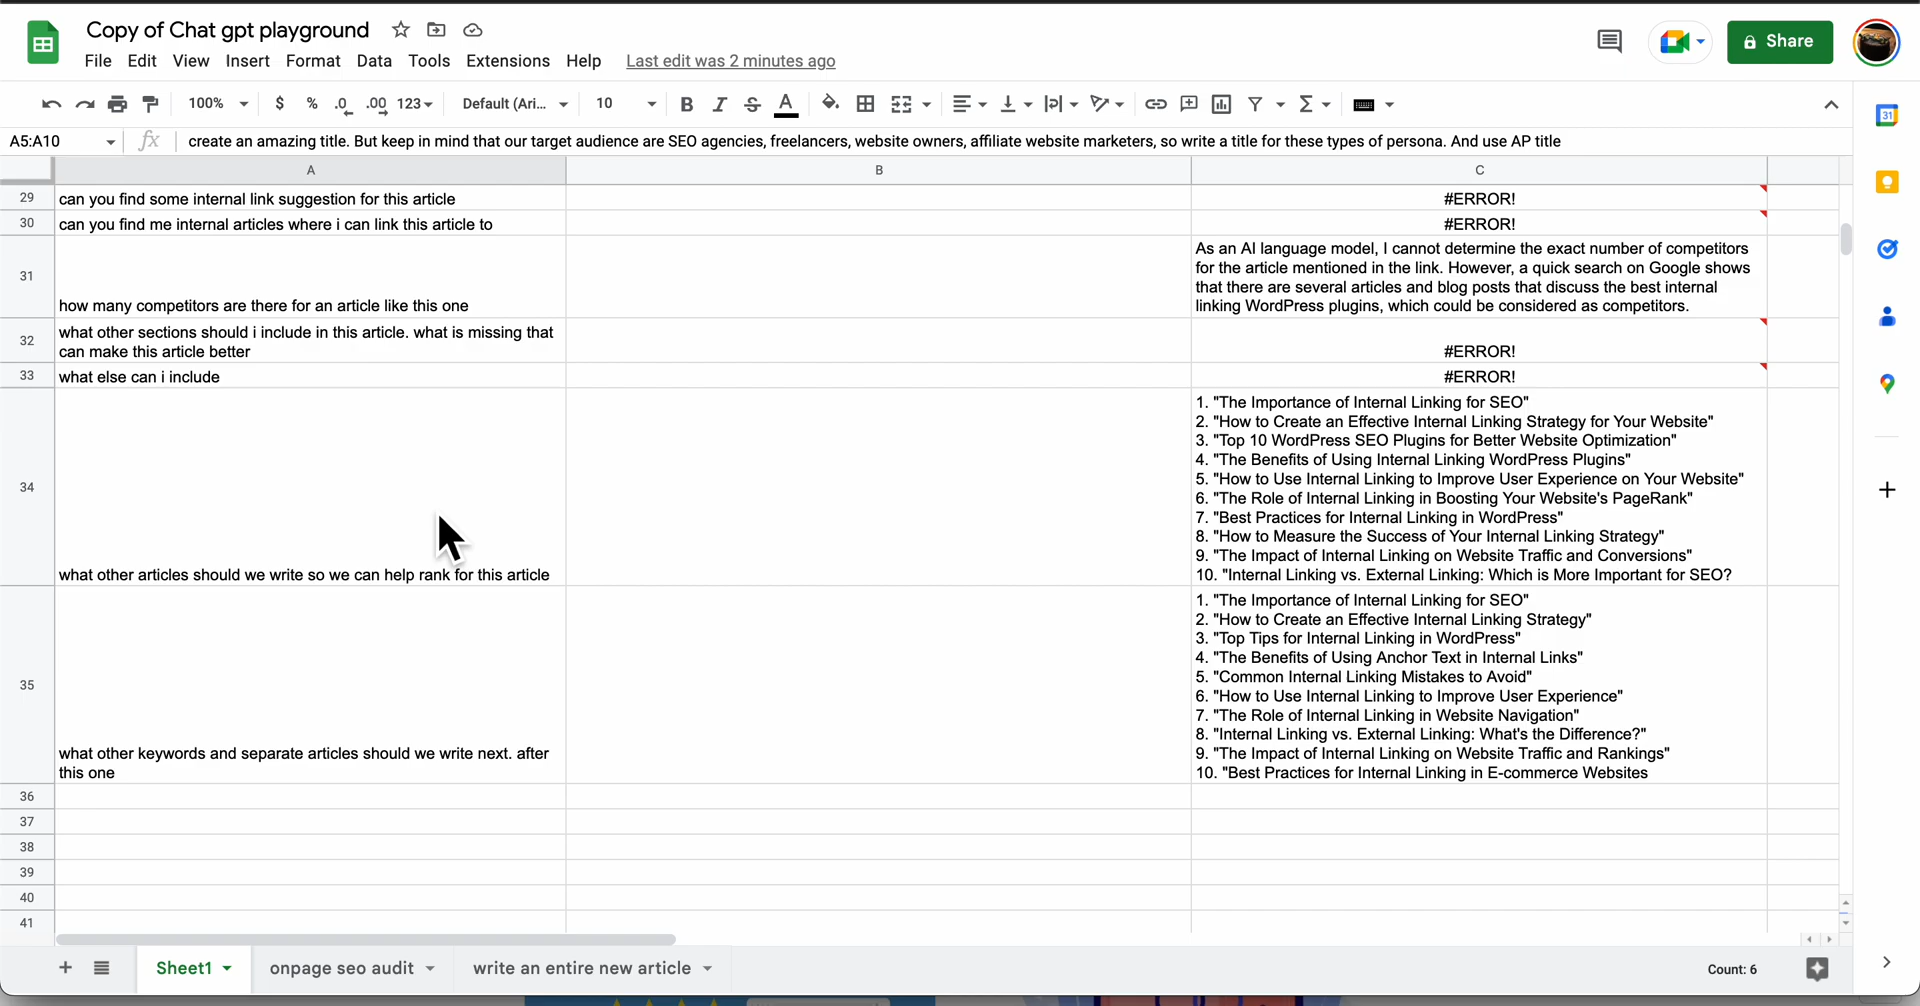 Copy of Chat gpt playground
File Edit View Insert Format Data Tools Extensions Help Last edit was 2 minutes ago
Share
100% $ % .0 .00 123 Default (Ari... 10 B I S A Σ
A5:A10 fx create an amazing title. But keep in mind that our target audience are SEO agencies, freelancers, website owners, affiliate website marketers, so write a title for these types of persona. And use AP title
A B C
29 can you find some internal link suggestion for this article #ERROR!
30 can you find me internal articles where i can link this article to #ERROR!
As an AI language model, I cannot determine the exact number of competitors
for the article mentioned in the link. However, a quick search on Google shows
31 that there are several articles and blog posts that discuss the best internal
how many competitors are there for an article like this one linking WordPress plugins, which could be considered as competitors.
what other sections should i include in this article. what is missing that
32 can make this article better #ERROR!
33 what else can i include #ERROR!
1. "The Importance of Internal Linking for SEO"
2. "How to Create an Effective Internal Linking Strategy for Your Website"
3. "Top 10 WordPress SEO Plugins for Better Website Optimization"
4. "The Benefits of Using Internal Linking WordPress Plugins"
34 5. "How to Use Internal Linking to Improve User Experience on Your Website"
6. "The Role of Internal Linking in Boosting Your Website's PageRank"
7. "Best Practices for Internal Linking in WordPress"
8. "How to Measure the Success of Your Internal Linking Strategy"
9. "The Impact of Internal Linking on Website Traffic and Conversions"
what other articles should we write so we can help rank for this article 10. "Internal Linking vs. External Linking: Which is More Important for SEO?
1. "The Importance of Internal Linking for SEO"
2. "How to Create an Effective Internal Linking Strategy"
3. "Top Tips for Internal Linking in WordPress"
4. "The Benefits of Using Anchor Text in Internal Links"
35 5. "Common Internal Linking Mistakes to Avoid"
6. "How to Use Internal Linking to Improve User Experience"
7. "The Role of Internal Linking in Website Navigation"
8. "Internal Linking vs. External Linking: What's the Difference?"
what other keywords and separate articles should we write next. after 9. "The Impact of Internal Linking on Website Traffic and Rankings"
this one 10. "Best Practices for Internal Linking in E-commerce Websites
36
37
38
39
40
41
31
Sheet1 onpage seo audit write an entire new article Count: 6